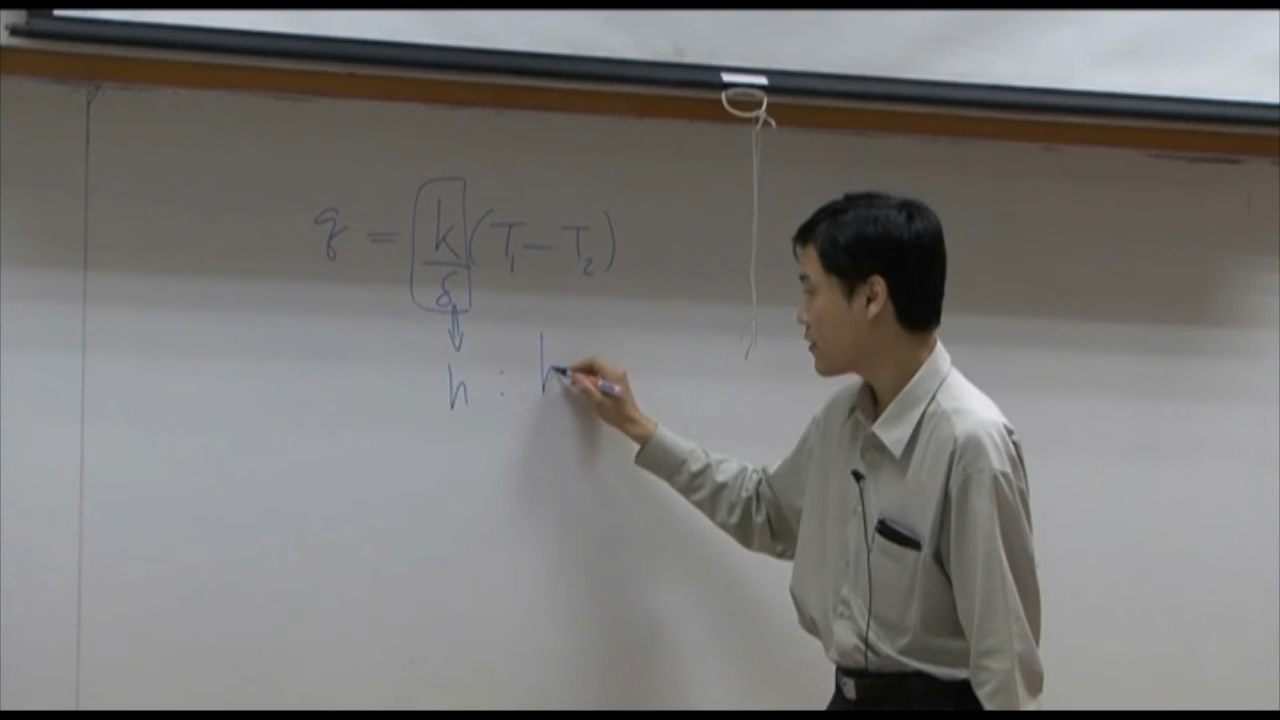 q = k/δ (T₁ − T₂)
h : h